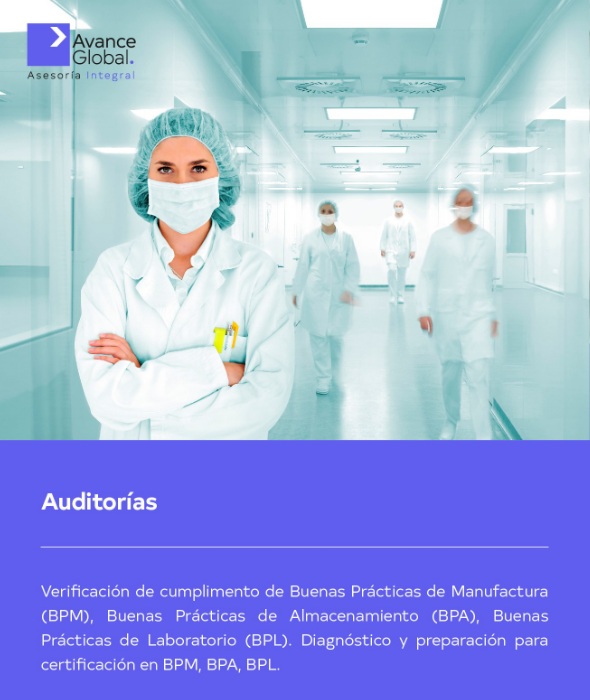 Avance
Global.
Asesoría Integral
Auditorías
Verificación de cumplimento de Buenas Prácticas de Manufactura
(BPM), Buenas Prácticas de Almacenamiento (BPA), Buenas
Prácticas de Laboratorio (BPL). Diagnóstico y preparación para
certificación en BPM, BPA, BPL.